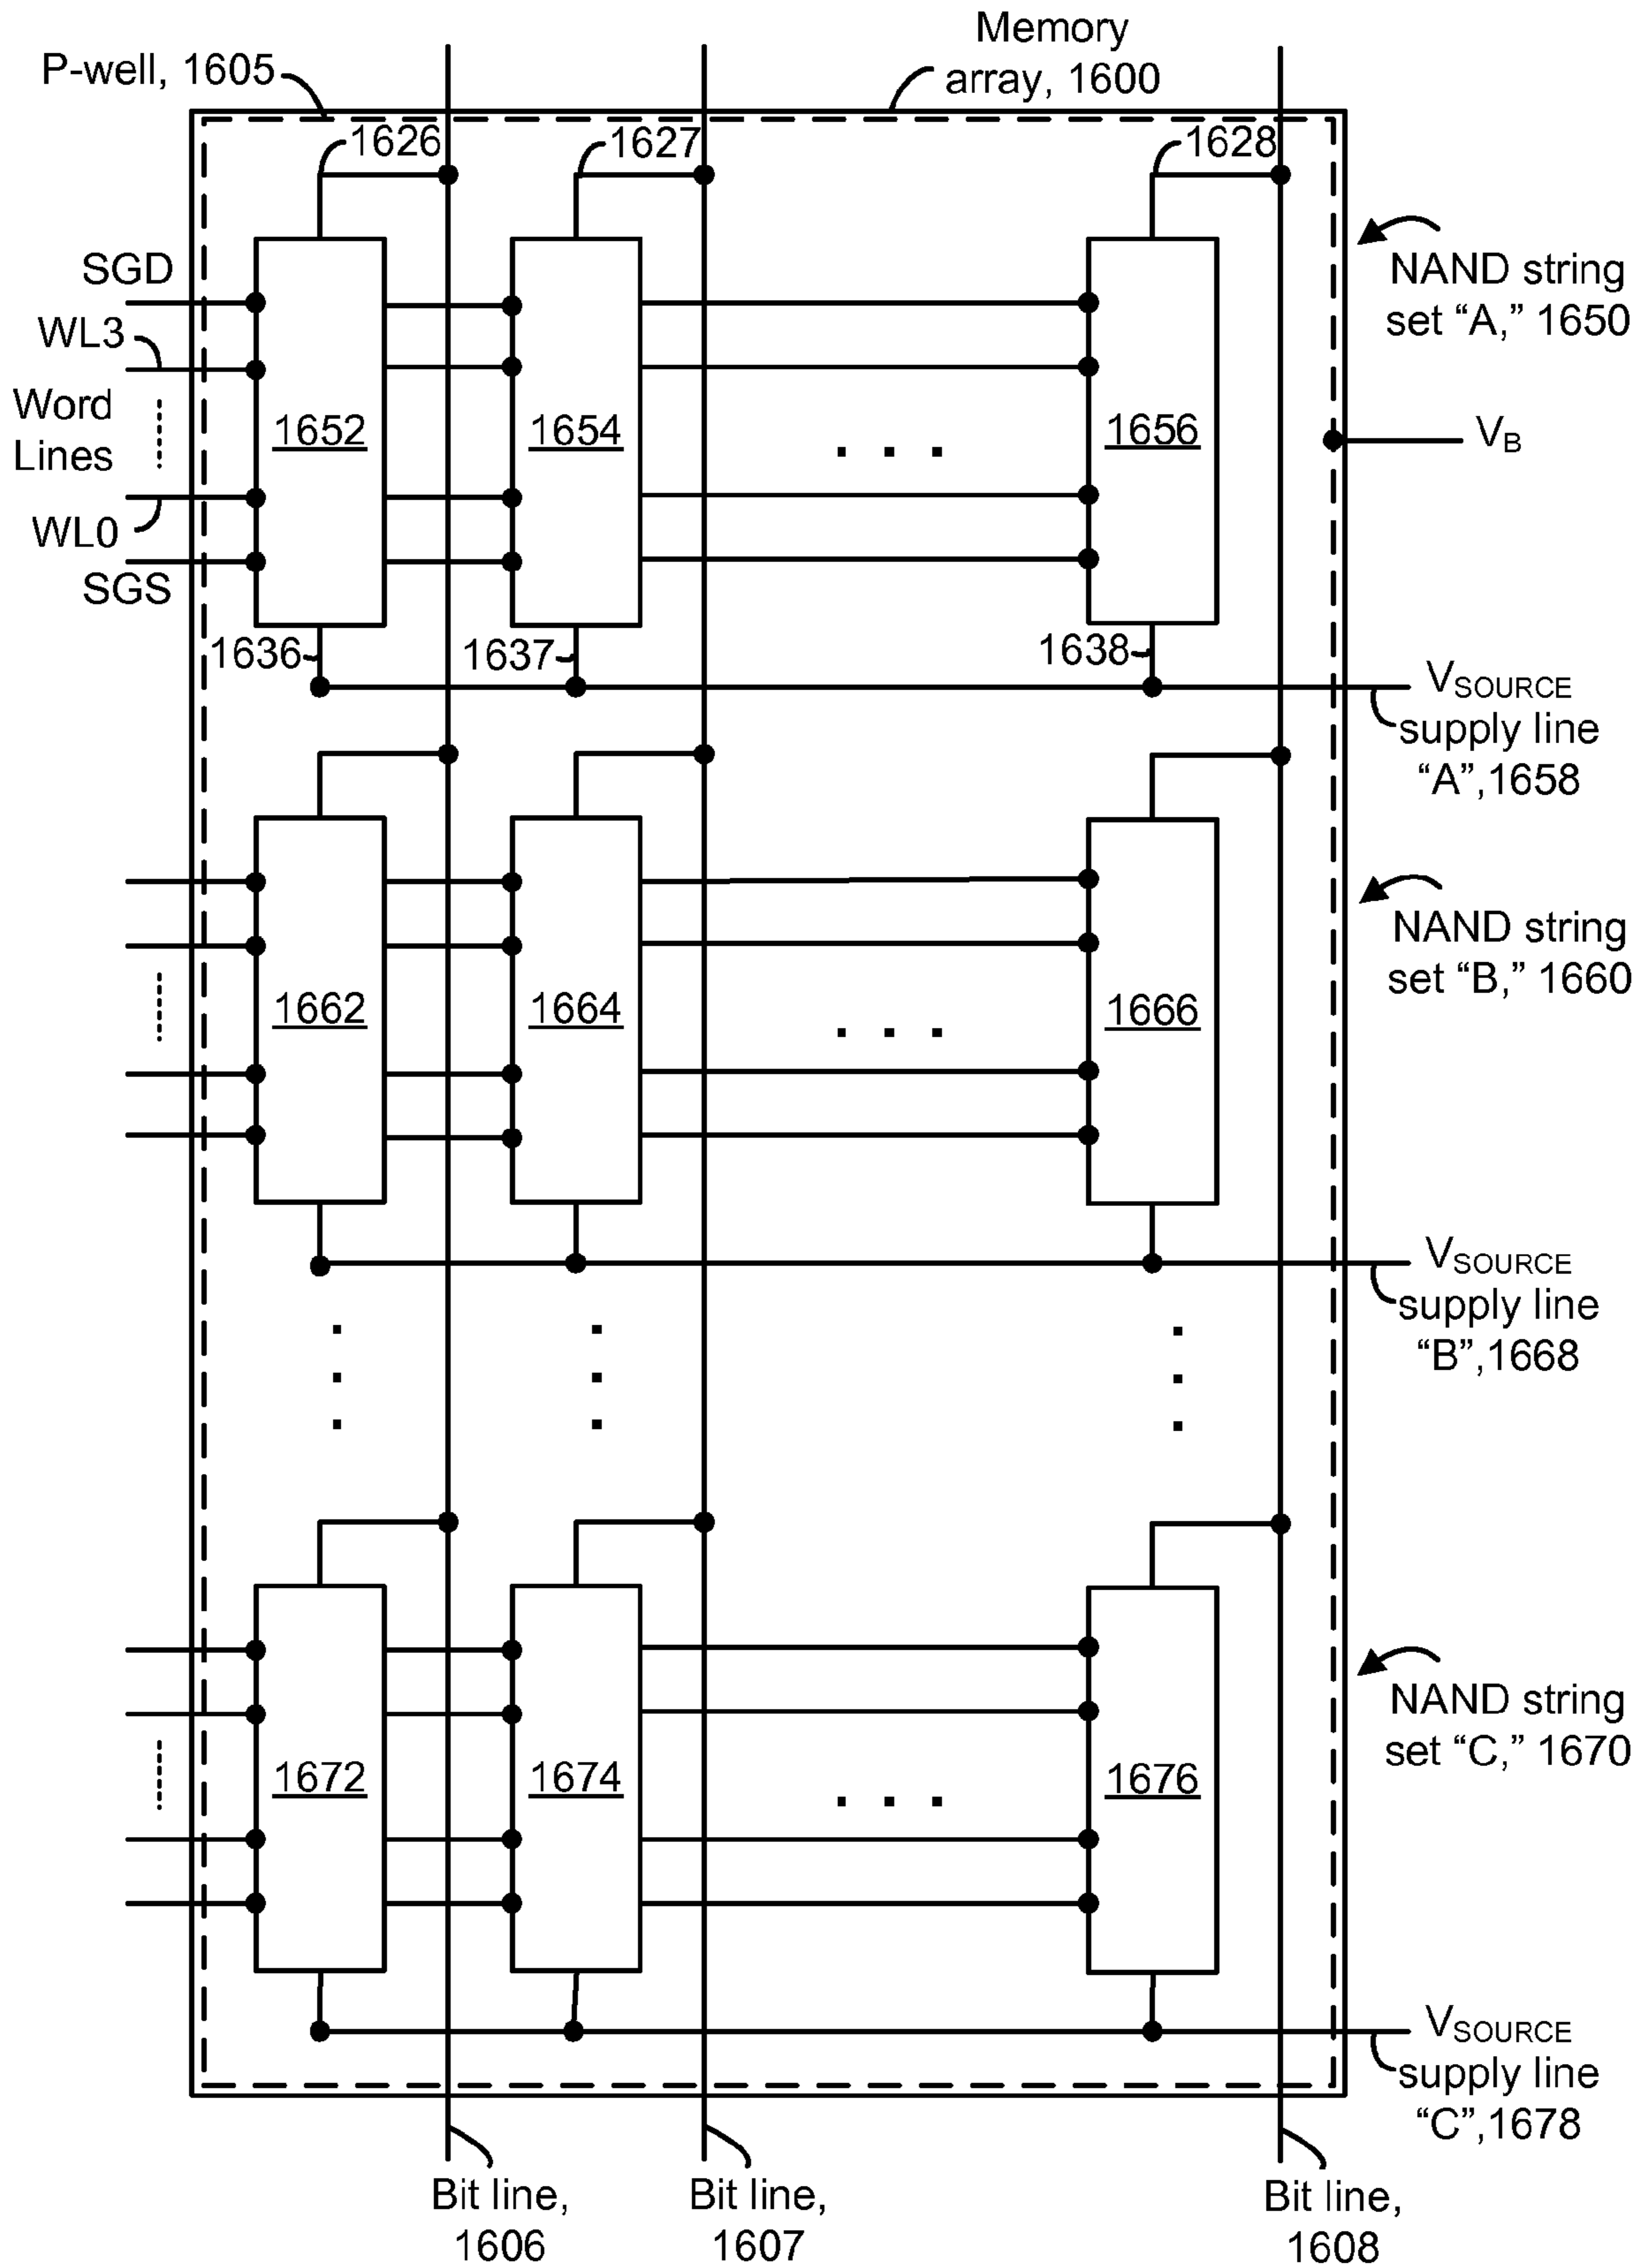 Memory
array, 1600
P-well, 1605
1626
1627
1628
SGD
WL3
Word
Lines
WL0
SGS
1652
1654
. . .
1656
NAND string
set “A,” 1650
VB
1636
1637
1638
VSOURCE
supply line
“A”,1658
1662
1664
. . .
1666
NAND string
set “B,” 1660
VSOURCE
supply line
“B”,1668
1672
1674
. . .
1676
NAND string
set “C,” 1670
VSOURCE
supply line
“C”,1678
Bit line,
1606
Bit line,
1607
Bit line,
1608